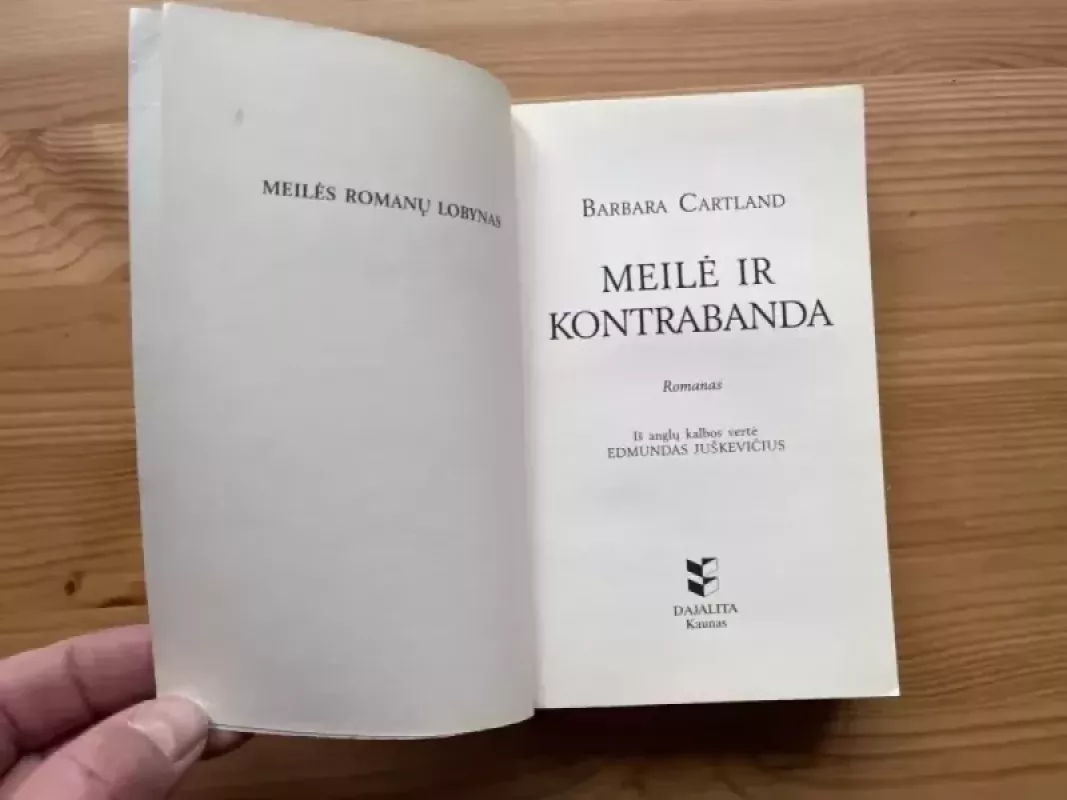 MEILĖS ROMANŲ LOBYNAS
BARBARA CARTLAND
MEILĖ IR
KONTRABANDA
Romanas
Iš anglų kalbos vertė
EDMUNDAS JUŠKEVIČIUS
DAJALITA
Kaunas